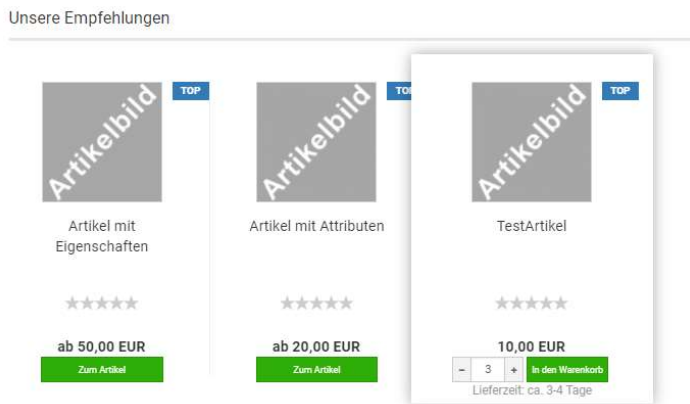 Unsere Empfehlungen
TOP
Artikelbild
Artikel mit
Eigenschaften
ab 50,00 EUR
Zum Artikel
TO
Artikelbild
Artikel mit Attributen
ab 20,00 EUR
Zum Artikel
TOP
Artikelbild
TestArtikel
10,00 EUR
– 3 + In den Warenkorb
Lieferzeit: ca. 3-4 Tage